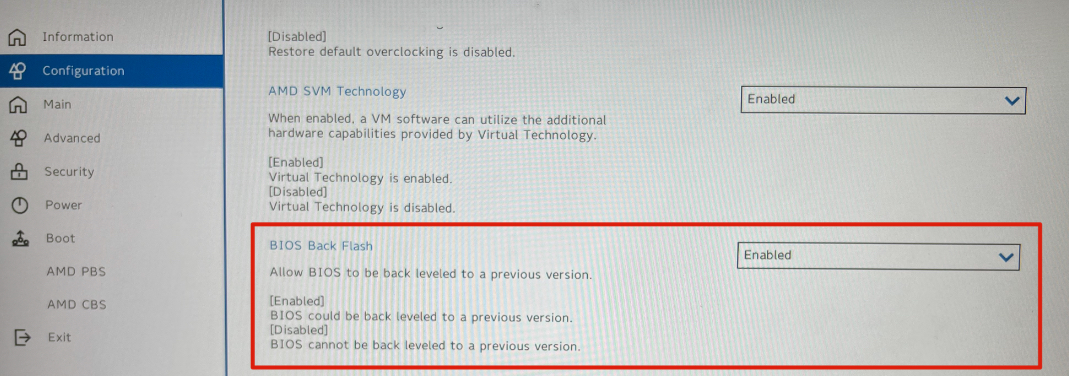 Information
Configuration
Main
Advanced
Security
Power
Boot
AMD PBS
AMD CBS
Exit
[Disabled]
Restore default overclocking is disabled.
AMD SVM Technology
Enabled
When enabled, a VM software can utilize the additional
hardware capabilities provided by Virtual Technology.
[Enabled]
Virtual Technology is enabled.
[Disabled]
Virtual Technology is disabled.
BIOS Back Flash
Enabled
Allow BIOS to be back leveled to a previous version.
[Enabled]
BIOS could be back leveled to a previous version.
[Disabled]
BIOS cannot be back leveled to a previous version.